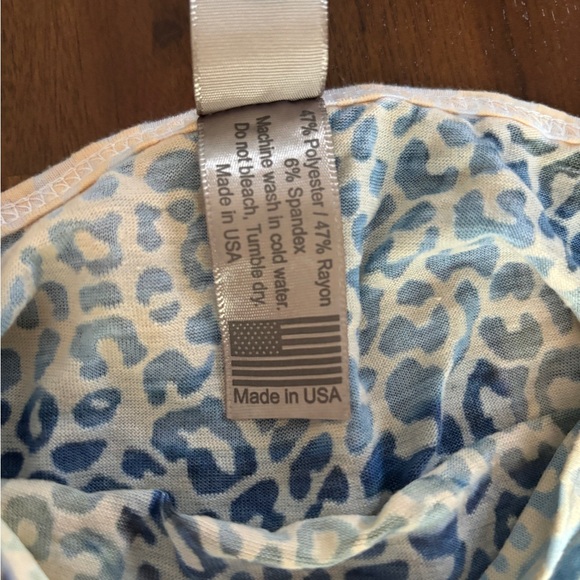 47% Polyester / 47% Rayon
6% Spandex
Machine wash in cold water.
Do not bleach, Tumble dry.
Made in USA
Made in USA